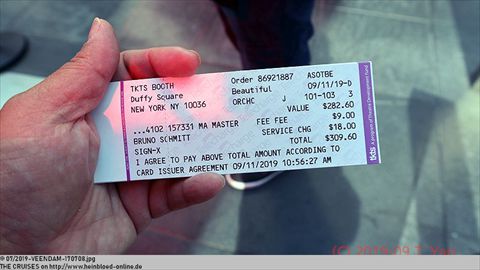 TKTS BOOTH Order 86921887 ASOTBE
Duffy Square Beautiful 09/11/19-D
NEW YORK NY 10036 ORCHC J 101-103 3
VALUE $282.60
...4102 157331 MA MASTER FEE FEE $9.00
BRUNO SCHMITT SERVICE CHG $18.00
SIGN-X TOTAL $309.60
I AGREE TO PAY ABOVE TOTAL AMOUNT ACCORDING TO
CARD ISSUER AGREEMENT 09/11/2019 10:56:27 AM
tkts A program of Theatre Development Fund
(C) 2019-09 T.
@ 07/2019-VEENDAM-170T08.jpg
THE CRUISES on http://www.heinbloed-online.de